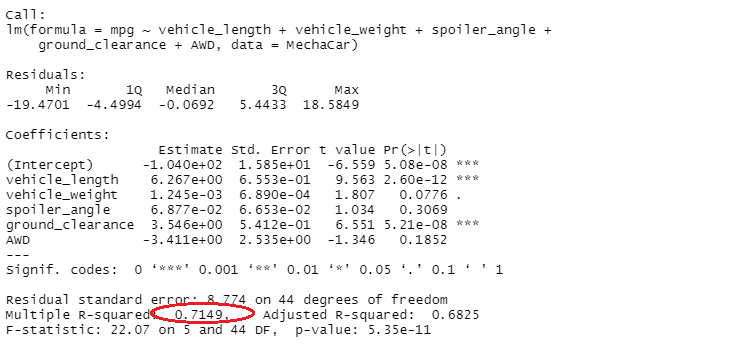 Call:
lm(formula = mpg ~ vehicle_length + vehicle_weight + spoiler_angle +
    ground_clearance + AWD, data = MechaCar)

Residuals:
     Min       1Q   Median       3Q      Max
-19.4701  -4.4994  -0.0692   5.4433  18.5849

Coefficients:
                   Estimate Std. Error t value Pr(>|t|)
(Intercept)      -1.040e+02  1.585e+01  -6.559 5.08e-08 ***
vehicle_length    6.267e+00  6.553e-01   9.563 2.60e-12 ***
vehicle_weight    1.245e-03  6.890e-04   1.807   0.0776 .
spoiler_angle     6.877e-02  6.653e-02   1.034   0.3069
ground_clearance  3.546e+00  5.412e-01   6.551 5.21e-08 ***
AWD              -3.411e+00  2.535e+00  -1.346   0.1852
---
Signif. codes:  0 ‘***’ 0.001 ‘**’ 0.01 ‘*’ 0.05 ‘.’ 0.1 ‘ ’ 1

Residual standard error: 8.774 on 44 degrees of freedom
Multiple R-squared:  0.7149,	Adjusted R-squared:  0.6825
F-statistic: 22.07 on 5 and 44 DF,  p-value: 5.35e-11